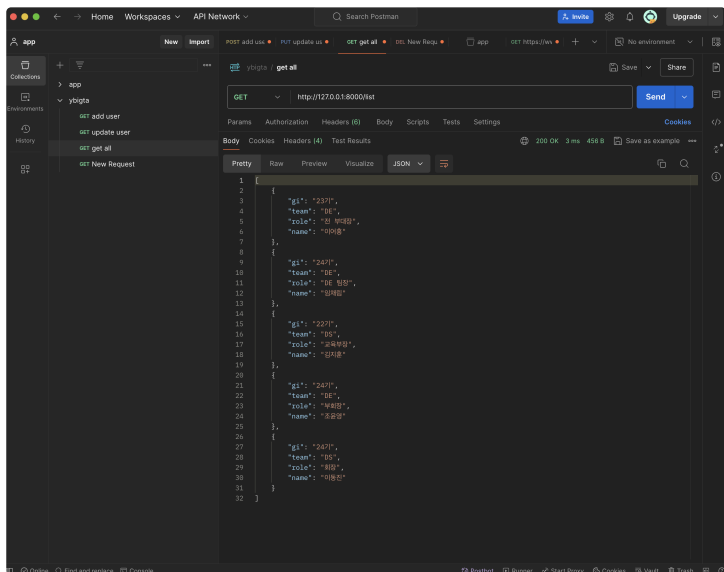 Home Workspaces API Network Search Postman Invite Upgrade
app New Import POST add use PUT update us GET get all DEL New Requ app GET https://w No environment
Collections
Environments
History
app
ybigta
GET add user
GET update user
GET get all
GET New Request
ybigta / get all Save Share
GET http://127.0.0.1:8000/list Send
Params Authorization Headers (6) Body Scripts Tests Settings Cookies
Body Cookies Headers (4) Test Results 200 OK 3 ms 456 B Save as example
Pretty Raw Preview Visualize JSON
1 [
2 {
3 "gi": "23기",
4 "team": "DE",
5 "role": "전 부대장",
6 "name":
7 },
8 {
9 "gi": "24기",
10 "team": "DE",
11 "role": "DE 팀장",
12 "name":
13 },
14 {
15 "gi": "22기",
16 "team": "DS",
17 "role": "교육부장",
18 "name": "김지훈"
19 },
20 {
21 "gi": "24기",
22 "team": "DE",
23 "role": "부회장",
24 "name": "조윤영"
25 },
26 {
27 "gi": "24기",
28 "team": "DS",
29 "role": "회장",
30 "name": "이동진"
31 }
32 ]
Online Find and replace Console Postbot Runner Start Proxy Cookies Vault Trash